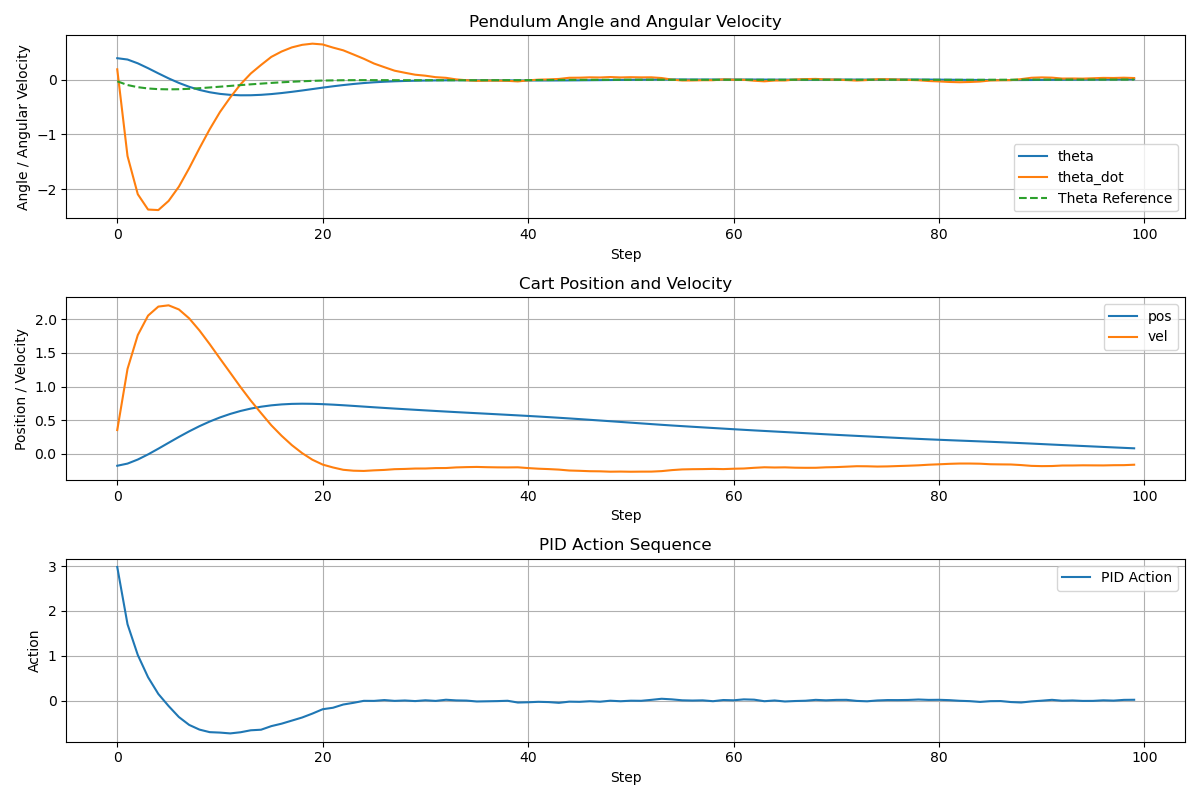 Pendulum Angle and Angular Velocity
Angle / Angular Velocity
0
−1
−2
theta
theta_dot
Theta Reference
0 20 40 60 80 100
Step
Cart Position and Velocity
Position / Velocity
2.0
1.5
1.0
0.5
0.0
pos
vel
0 20 40 60 80 100
Step
PID Action Sequence
Action
3
2
1
0
PID Action
0 20 40 60 80 100
Step